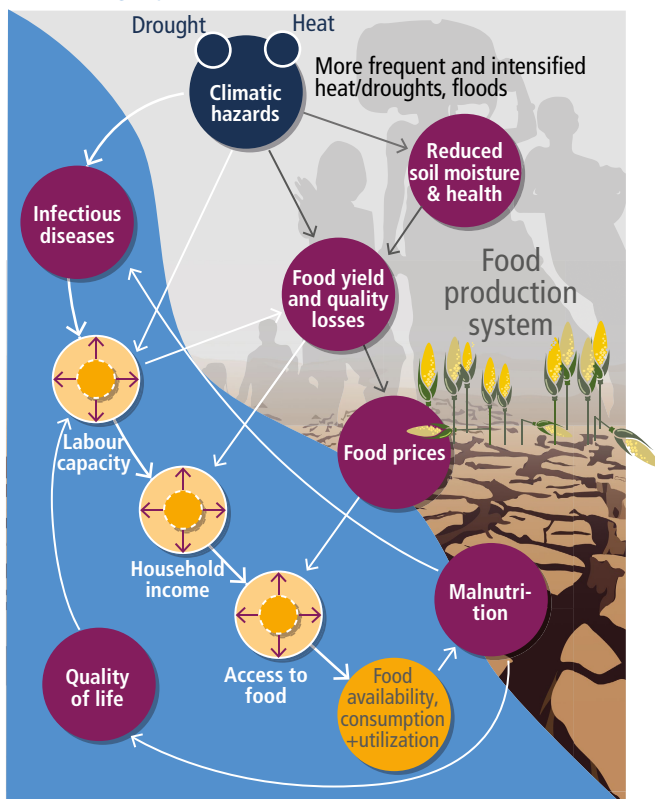 Drought
Heat
Climatic
hazards
More frequent and intensified
heat/droughts, floods
Reduced
soil moisture
& health
Infectious
diseases
Food yield
and quality
losses
Food
production
system
Labour
capacity
Food prices
Household
income
Malnutri-
tion
Access to
food
Quality
of life
Food
availability,
consumption
+utilization